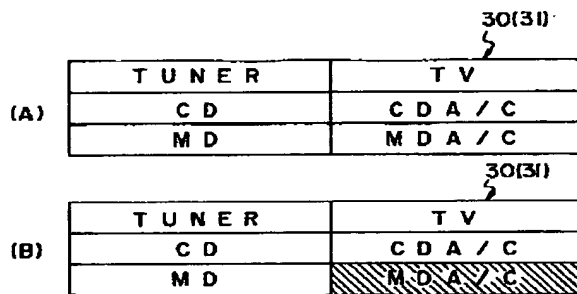 30(31)
TUNER TV
(A) CD CDA/C
MD MDA/C
30(31)
TUNER TV
(B) CD CDA/C
MD MDA/C